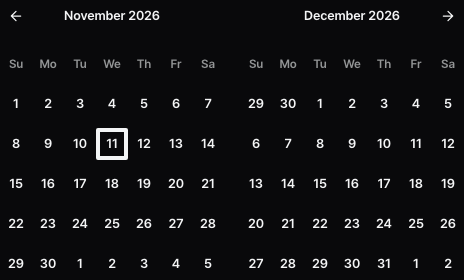 November 2026
Su Mo Tu We Th Fr Sa
1 2 3 4 5 6 7
8 9 10 11 12 13 14
15 16 17 18 19 20 21
22 23 24 25 26 27 28
29 30 1 2 3 4 5
December 2026
Su Mo Tu We Th Fr Sa
29 30 1 2 3 4 5
6 7 8 9 10 11 12
13 14 15 16 17 18 19
20 21 22 23 24 25 26
27 28 29 30 31 1 2